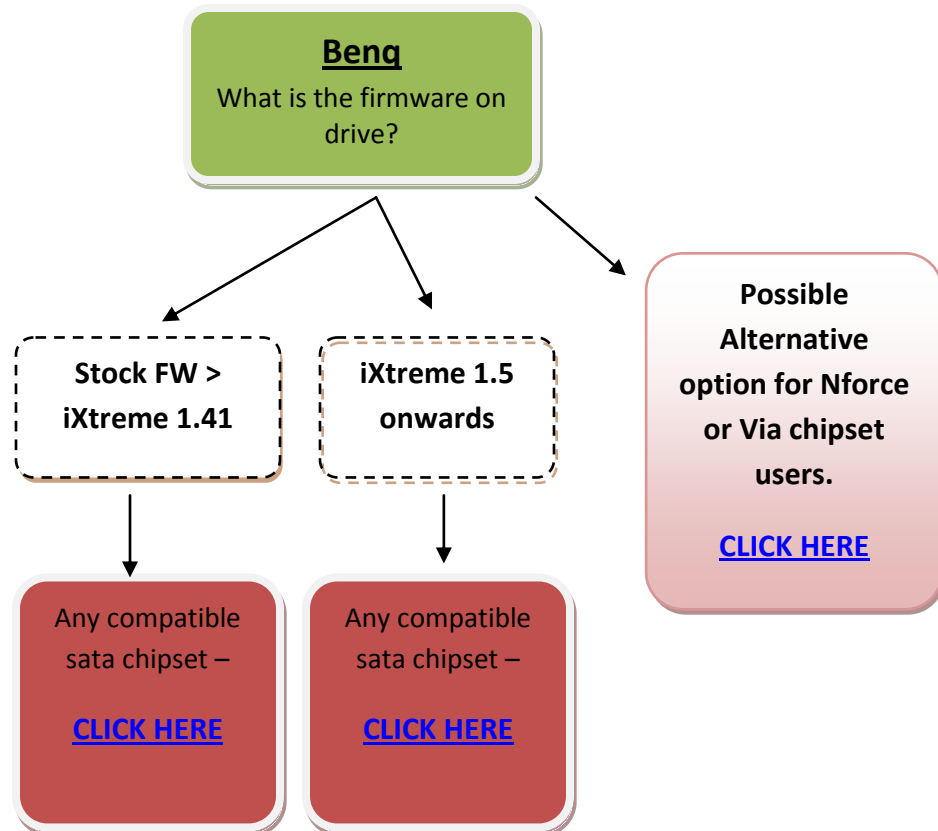 Benq
What is the firmware on
drive?
Stock FW >
iXtreme 1.41
iXtreme 1.5
onwards
Possible
Alternative
option for Nforce
or Via chipset
users.
CLICK HERE
Any compatible
sata chipset –
CLICK HERE
Any compatible
sata chipset –
CLICK HERE